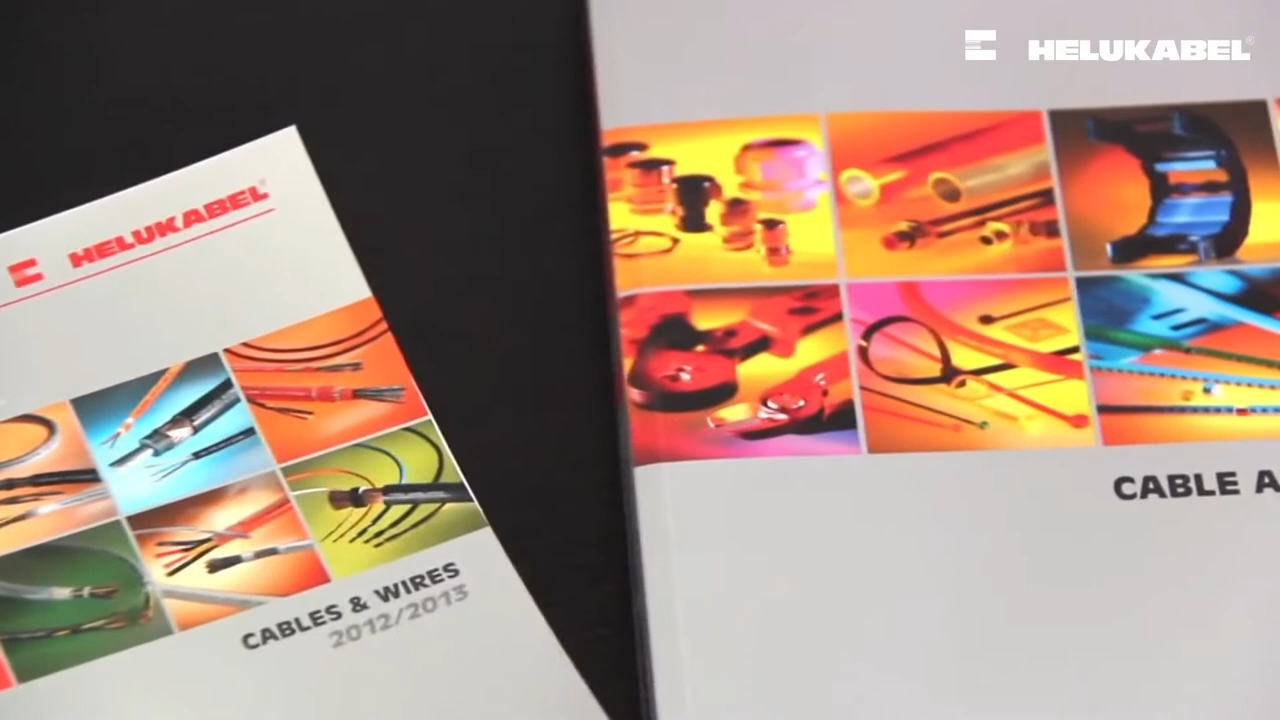 HELUKABEL®
HELUKABEL
CABLES & WIRES
2012/2013
CABLE A